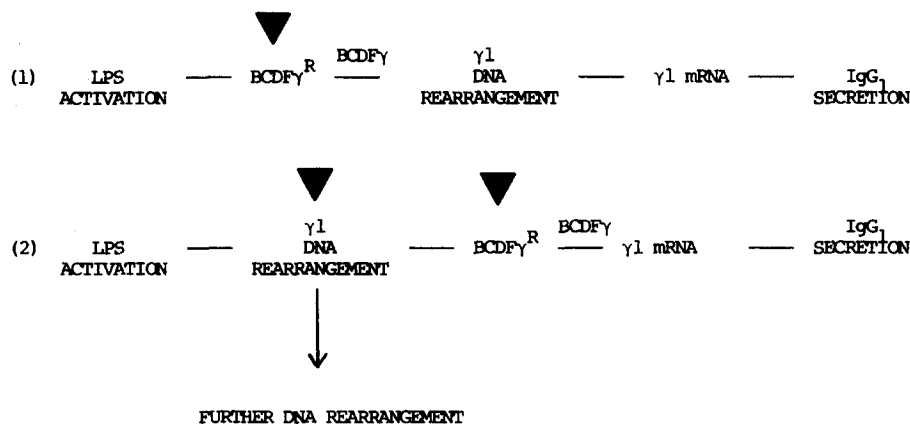 BCDFγ γ1 
(1) LPS — BCDFγR — DNA — γ1 mRNA — IgG1
ACTIVATION REARRANGEMENT SECRETION
γ1 BCDFγ IgG1
(2) LPS — DNA — BCDFγR — γ1 mRNA — SECRETION
ACTIVATION REARRANGEMENT
FURTHER DNA REARRANGEMENT